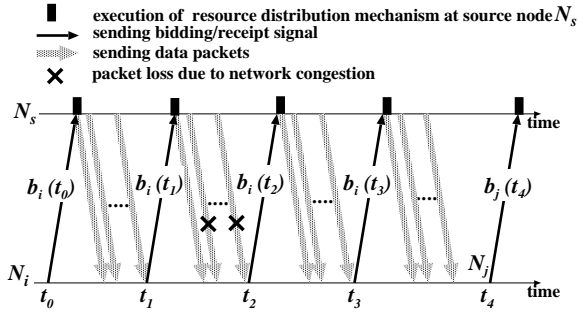 execution of resource distribution mechanism at source node N_s
sending bidding/receipt signal
sending data packets
packet loss due to network congestion
N_s time
b_i (t_0) .... b_i (t_1) .... b_i (t_2) .... b_i (t_3) .... b_j (t_4)
N_i N_j time
t_0 t_1 t_2 t_3 t_4